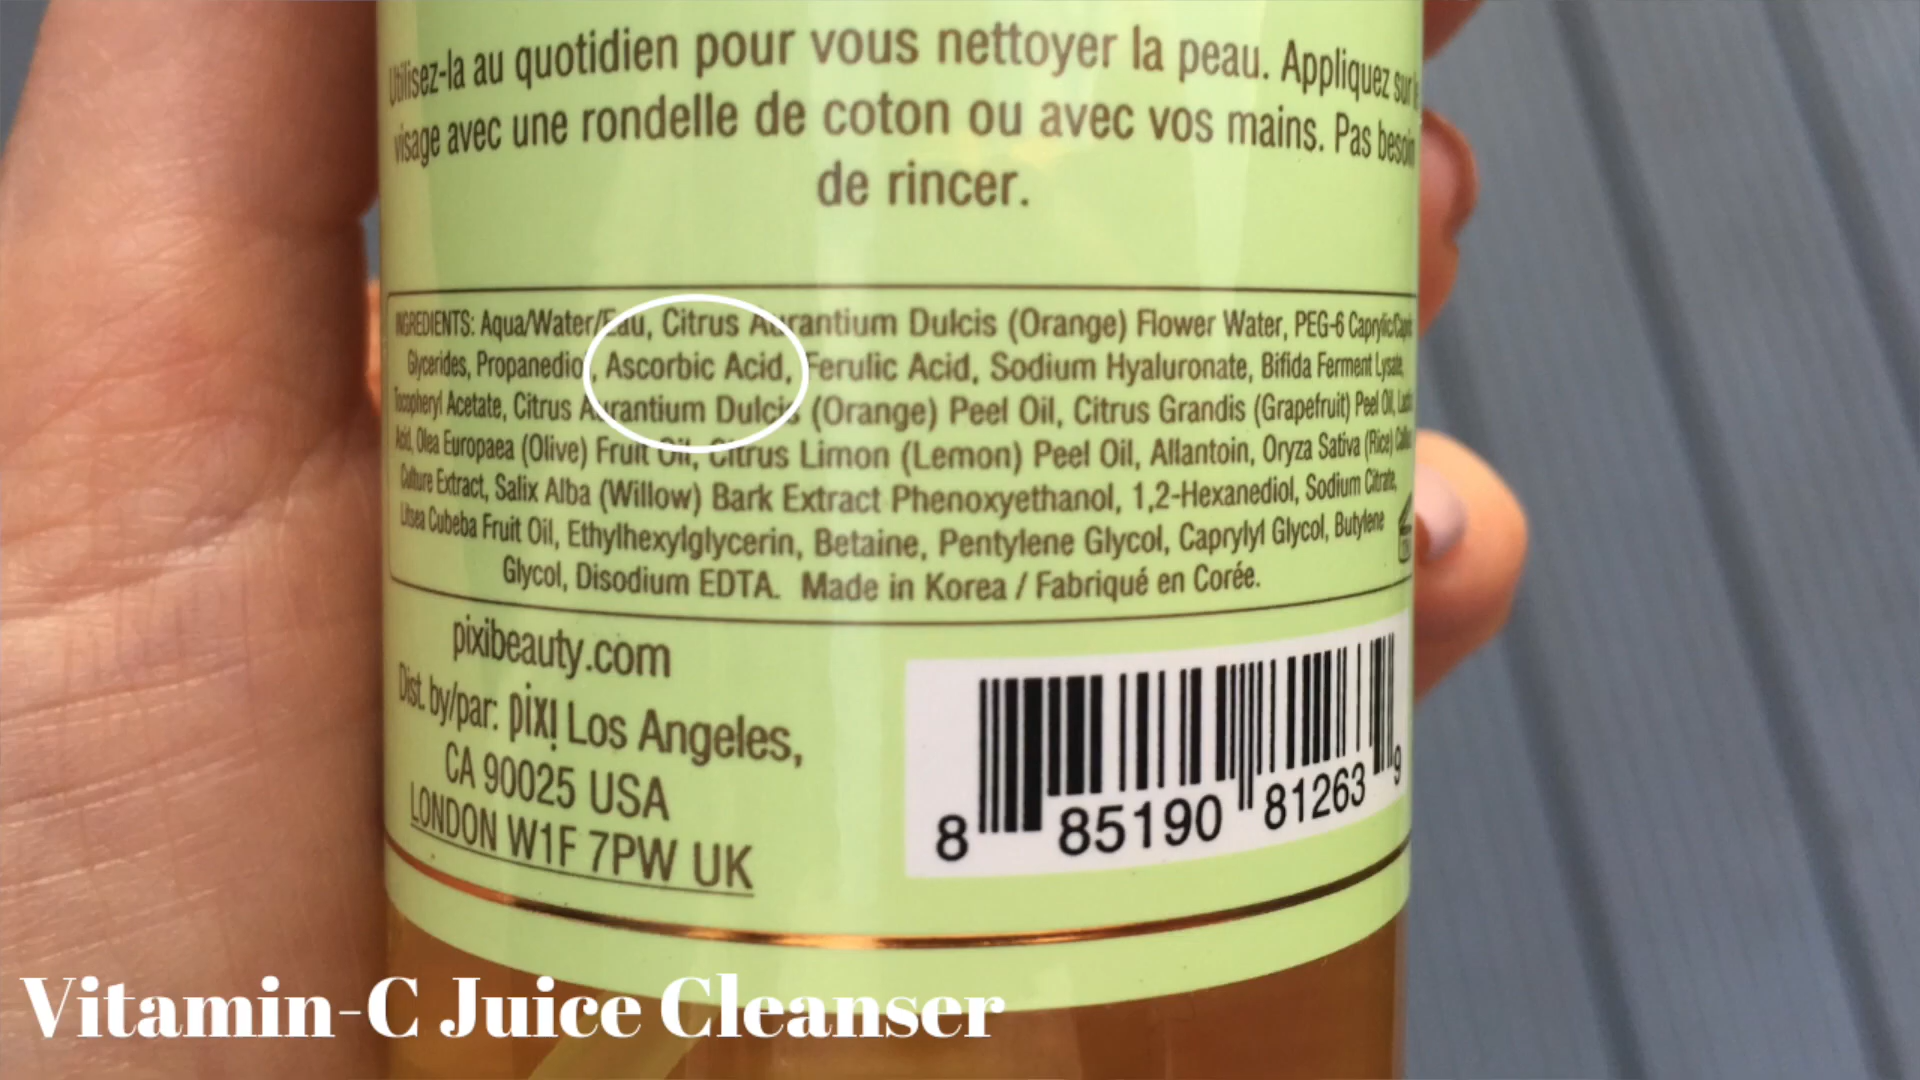 Utilisez-la au quotidien pour vous nettoyer la peau. Appliquez sur
visage avec une rondelle de coton ou avec vos mains. Pas besoin
de rincer.
INGREDIENTS: Aqua/Water/Eau, Citrus Aurantium Dulcis (Orange) Flower Water, PEG-6 Caprylic/Capric
Glycerides, Propanediol, Ascorbic Acid, Ferulic Acid, Sodium Hyaluronate, Bifida Ferment Lysate,
Tocopheryl Acetate, Citrus Aurantium Dulcis (Orange) Peel Oil, Citrus Grandis (Grapefruit) Peel Oil,
Acid, Olea Europaea (Olive) Fruit Oil, Citrus Limon (Lemon) Peel Oil, Allantoin, Oryza Sativa (Rice)
Culture Extract, Salix Alba (Willow) Bark Extract Phenoxyethanol, 1,2-Hexanediol, Sodium Citrate,
Litsea Cubeba Fruit Oil, Ethylhexylglycerin, Betaine, Pentylene Glycol, Caprylyl Glycol, Butylene
Glycol, Disodium EDTA. Made in Korea / Fabriqué en Corée.
pixibeauty.com
Dist. by/par: pixi Los Angeles,
CA 90025 USA
LONDON W1F 7PW UK
8 85190 81263 9
Vitamin-C Juice Cleanser